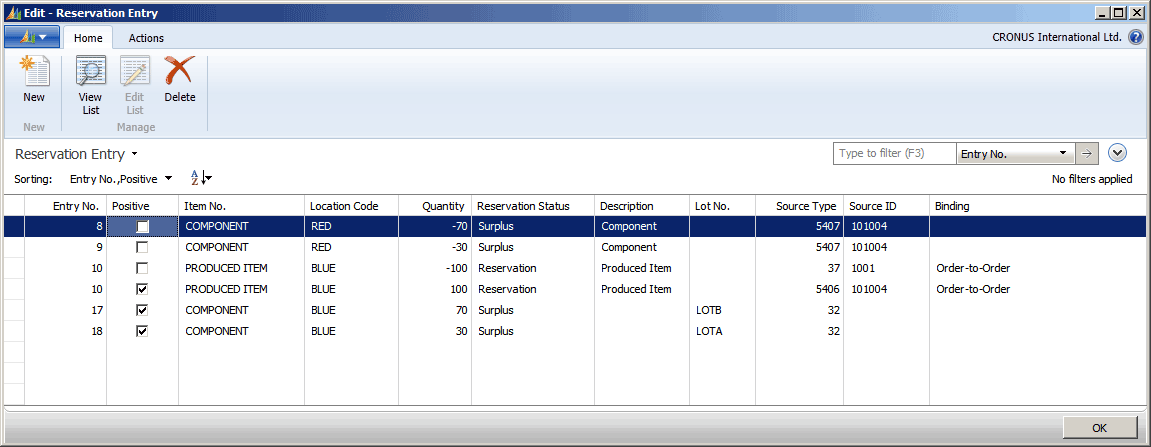 Edit - Reservation Entry
Home Actions CRONUS International Ltd.
New View List Edit List Delete
New Manage
Reservation Entry Type to filter (F3) Entry No.
Sorting: Entry No.,Positive A Z No filters applied
Entry No. Positive Item No. Location Code Quantity Reservation Status Description Lot No. Source Type Source ID Binding
8 COMPONENT RED -70 Surplus Component 5407 101004
9 COMPONENT RED -30 Surplus Component 5407 101004
10 PRODUCED ITEM BLUE -100 Reservation Produced Item 37 1001 Order-to-Order
10 PRODUCED ITEM BLUE 100 Reservation Produced Item 5406 101004 Order-to-Order
17 COMPONENT BLUE 70 Surplus LOTB 32
18 COMPONENT BLUE 30 Surplus LOTA 32
OK